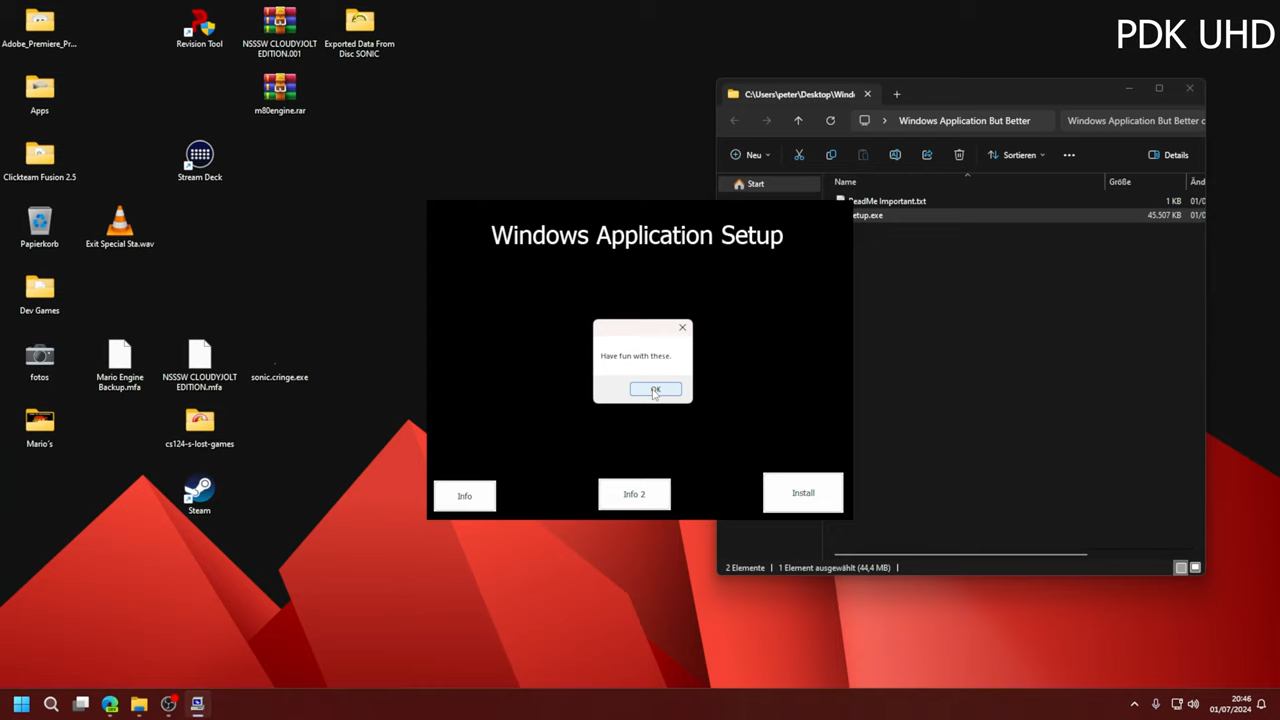 PDK UHD
Adobe_Premiere_Pr...
Revision Tool
NSSSW CLOUDYJOLT
EDITION.001
Exported Data From
Disc SONIC
Apps
m80engine.rar
Clickteam Fusion 2.5
Stream Deck
Papierkorb
Exit Special Sta.wav
Dev Games
fotos
Mario Engine
Backup.mfa
NSSSW CLOUDYJOLT
EDITION.mfa
sonic.cringe.exe
Mario´s
cs124-s-lost-games
Steam
C:\Users\peter\Desktop\Wind
Windows Application But Better
Windows Application But Better c
Neu
Sortieren
Details
Start
Name
Größe
Änd
ReadMe Important.txt
1 KB
01/0
etup.exe
45.507 KB
01/0
2 Elemente
1 Element ausgewählt (44,4 MB)
Windows Application Setup
Have fun with these.
OK
Info
Info 2
Install
20:46
01/07/2024